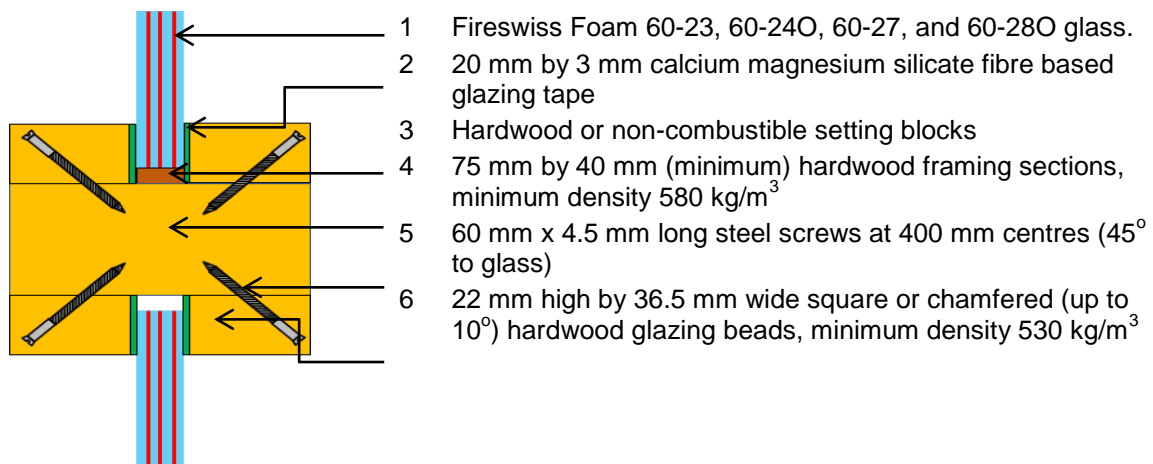 1 Fireswiss Foam 60-23, 60-24O, 60-27, and 60-28O glass.
2 20 mm by 3 mm calcium magnesium silicate fibre based
glazing tape
3 Hardwood or non-combustible setting blocks
4 75 mm by 40 mm (minimum) hardwood framing sections,
minimum density 580 kg/m³
5 60 mm x 4.5 mm long steel screws at 400 mm centres (45º
to glass)
6 22 mm high by 36.5 mm wide square or chamfered (up to
10º) hardwood glazing beads, minimum density 530 kg/m³